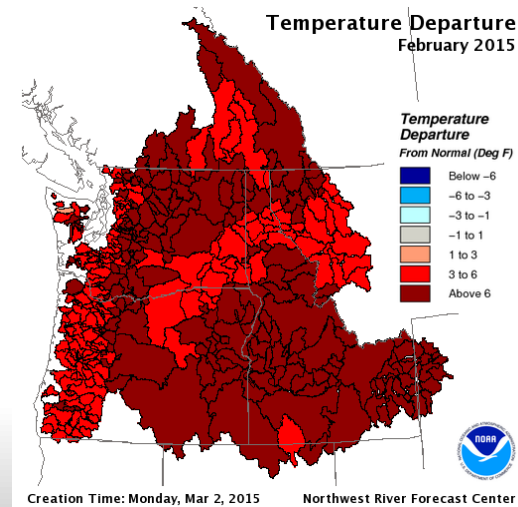 Temperature Departure
February 2015
Temperature
Departure
From Normal (Deg F)
Below -6
-6 to -3
-3 to -1
-1 to 1
1 to 3
3 to 6
Above 6
NOAA
Creation Time: Monday, Mar 2, 2015
Northwest River Forecast Center